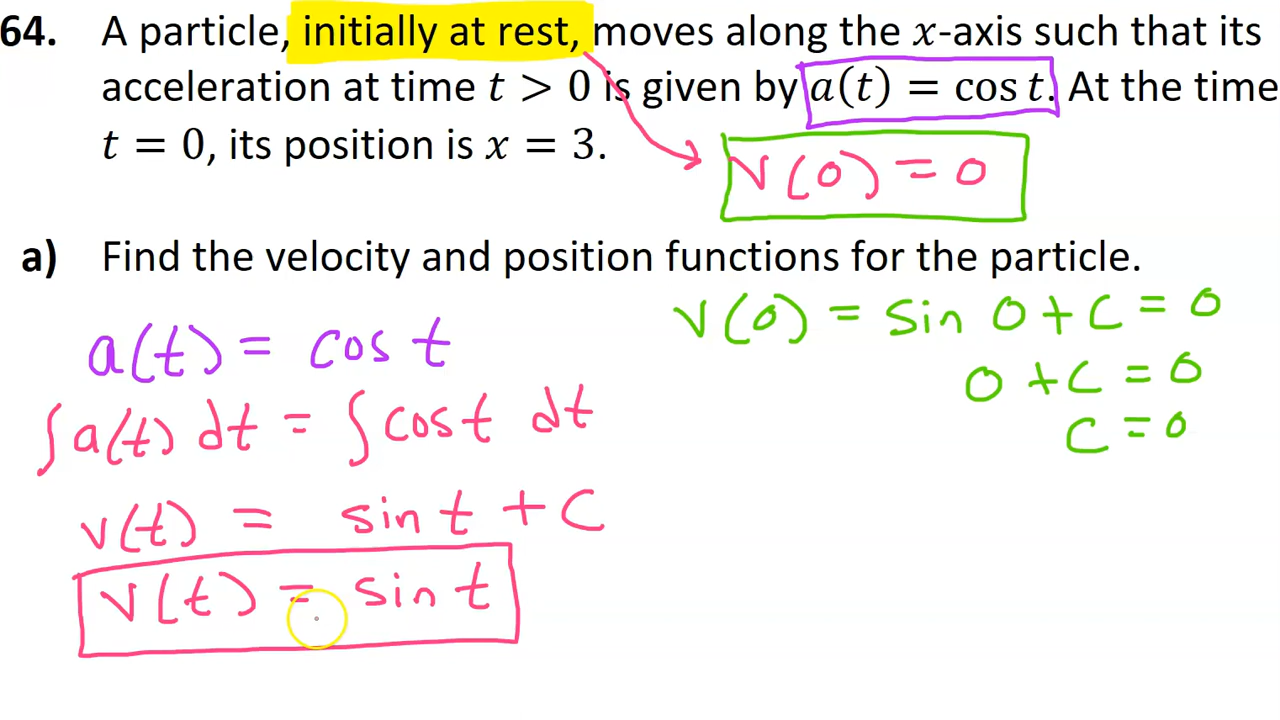 64. A particle, initially at rest, moves along the x-axis such that its
acceleration at time t > 0 is given by a(t) = cos t. At the time
t = 0, its position is x = 3.
v(0) = 0
a) Find the velocity and position functions for the particle.
a(t) = cos t
∫a(t) dt = ∫cos t dt
v(t) = sin t + C
v(t) = sin t
v(0) = sin 0 + C = 0
0 + C = 0
C = 0